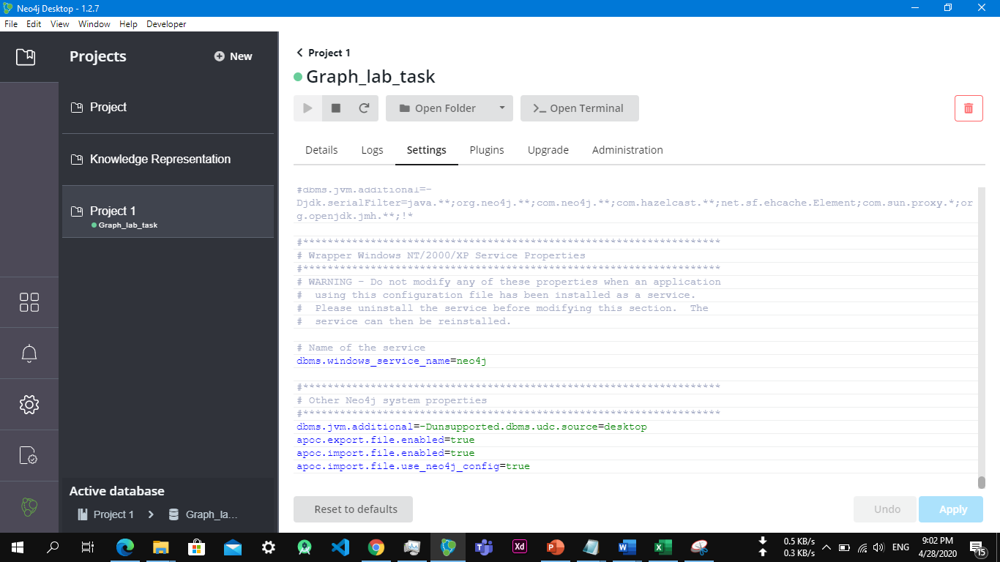 Neo4j Desktop - 1.2.7
File Edit View Window Help Developer
Projects
New
Project
Knowledge Representation
Project 1
Graph_lab_task
Active database
Project 1
Graph_la...
Project 1
Graph_lab_task
Open Folder
Open Terminal
Details Logs Settings Plugins Upgrade Administration
#dbms.jvm.additional=-
Djdk.serialFilter=java.**;org.neo4j.**;com.neo4j.**;com.hazelcast.**;net.sf.ehcache.Element;com.sun.proxy.*;or
g.openjdk.jmh.**;!*
#********************************************************************
# Wrapper Windows NT/2000/XP Service Properties
#********************************************************************
# WARNING - Do not modify any of these properties when an application
#  using this configuration file has been installed as a service.
#  Please uninstall the service before modifying this section.  The
#  service can then be reinstalled.
# Name of the service
dbms.windows_service_name=neo4j
#********************************************************************
# Other Neo4j system properties
#********************************************************************
dbms.jvm.additional=-Dunsupported.dbms.udc.source=desktop
apoc.export.file.enabled=true
apoc.import.file.enabled=true
apoc.import.file.use_neo4j_config=true
Reset to defaults
Undo
Apply
Xd
0.5 KB/s
0.3 KB/s
ENG
9:02 PM
4/28/2020
15